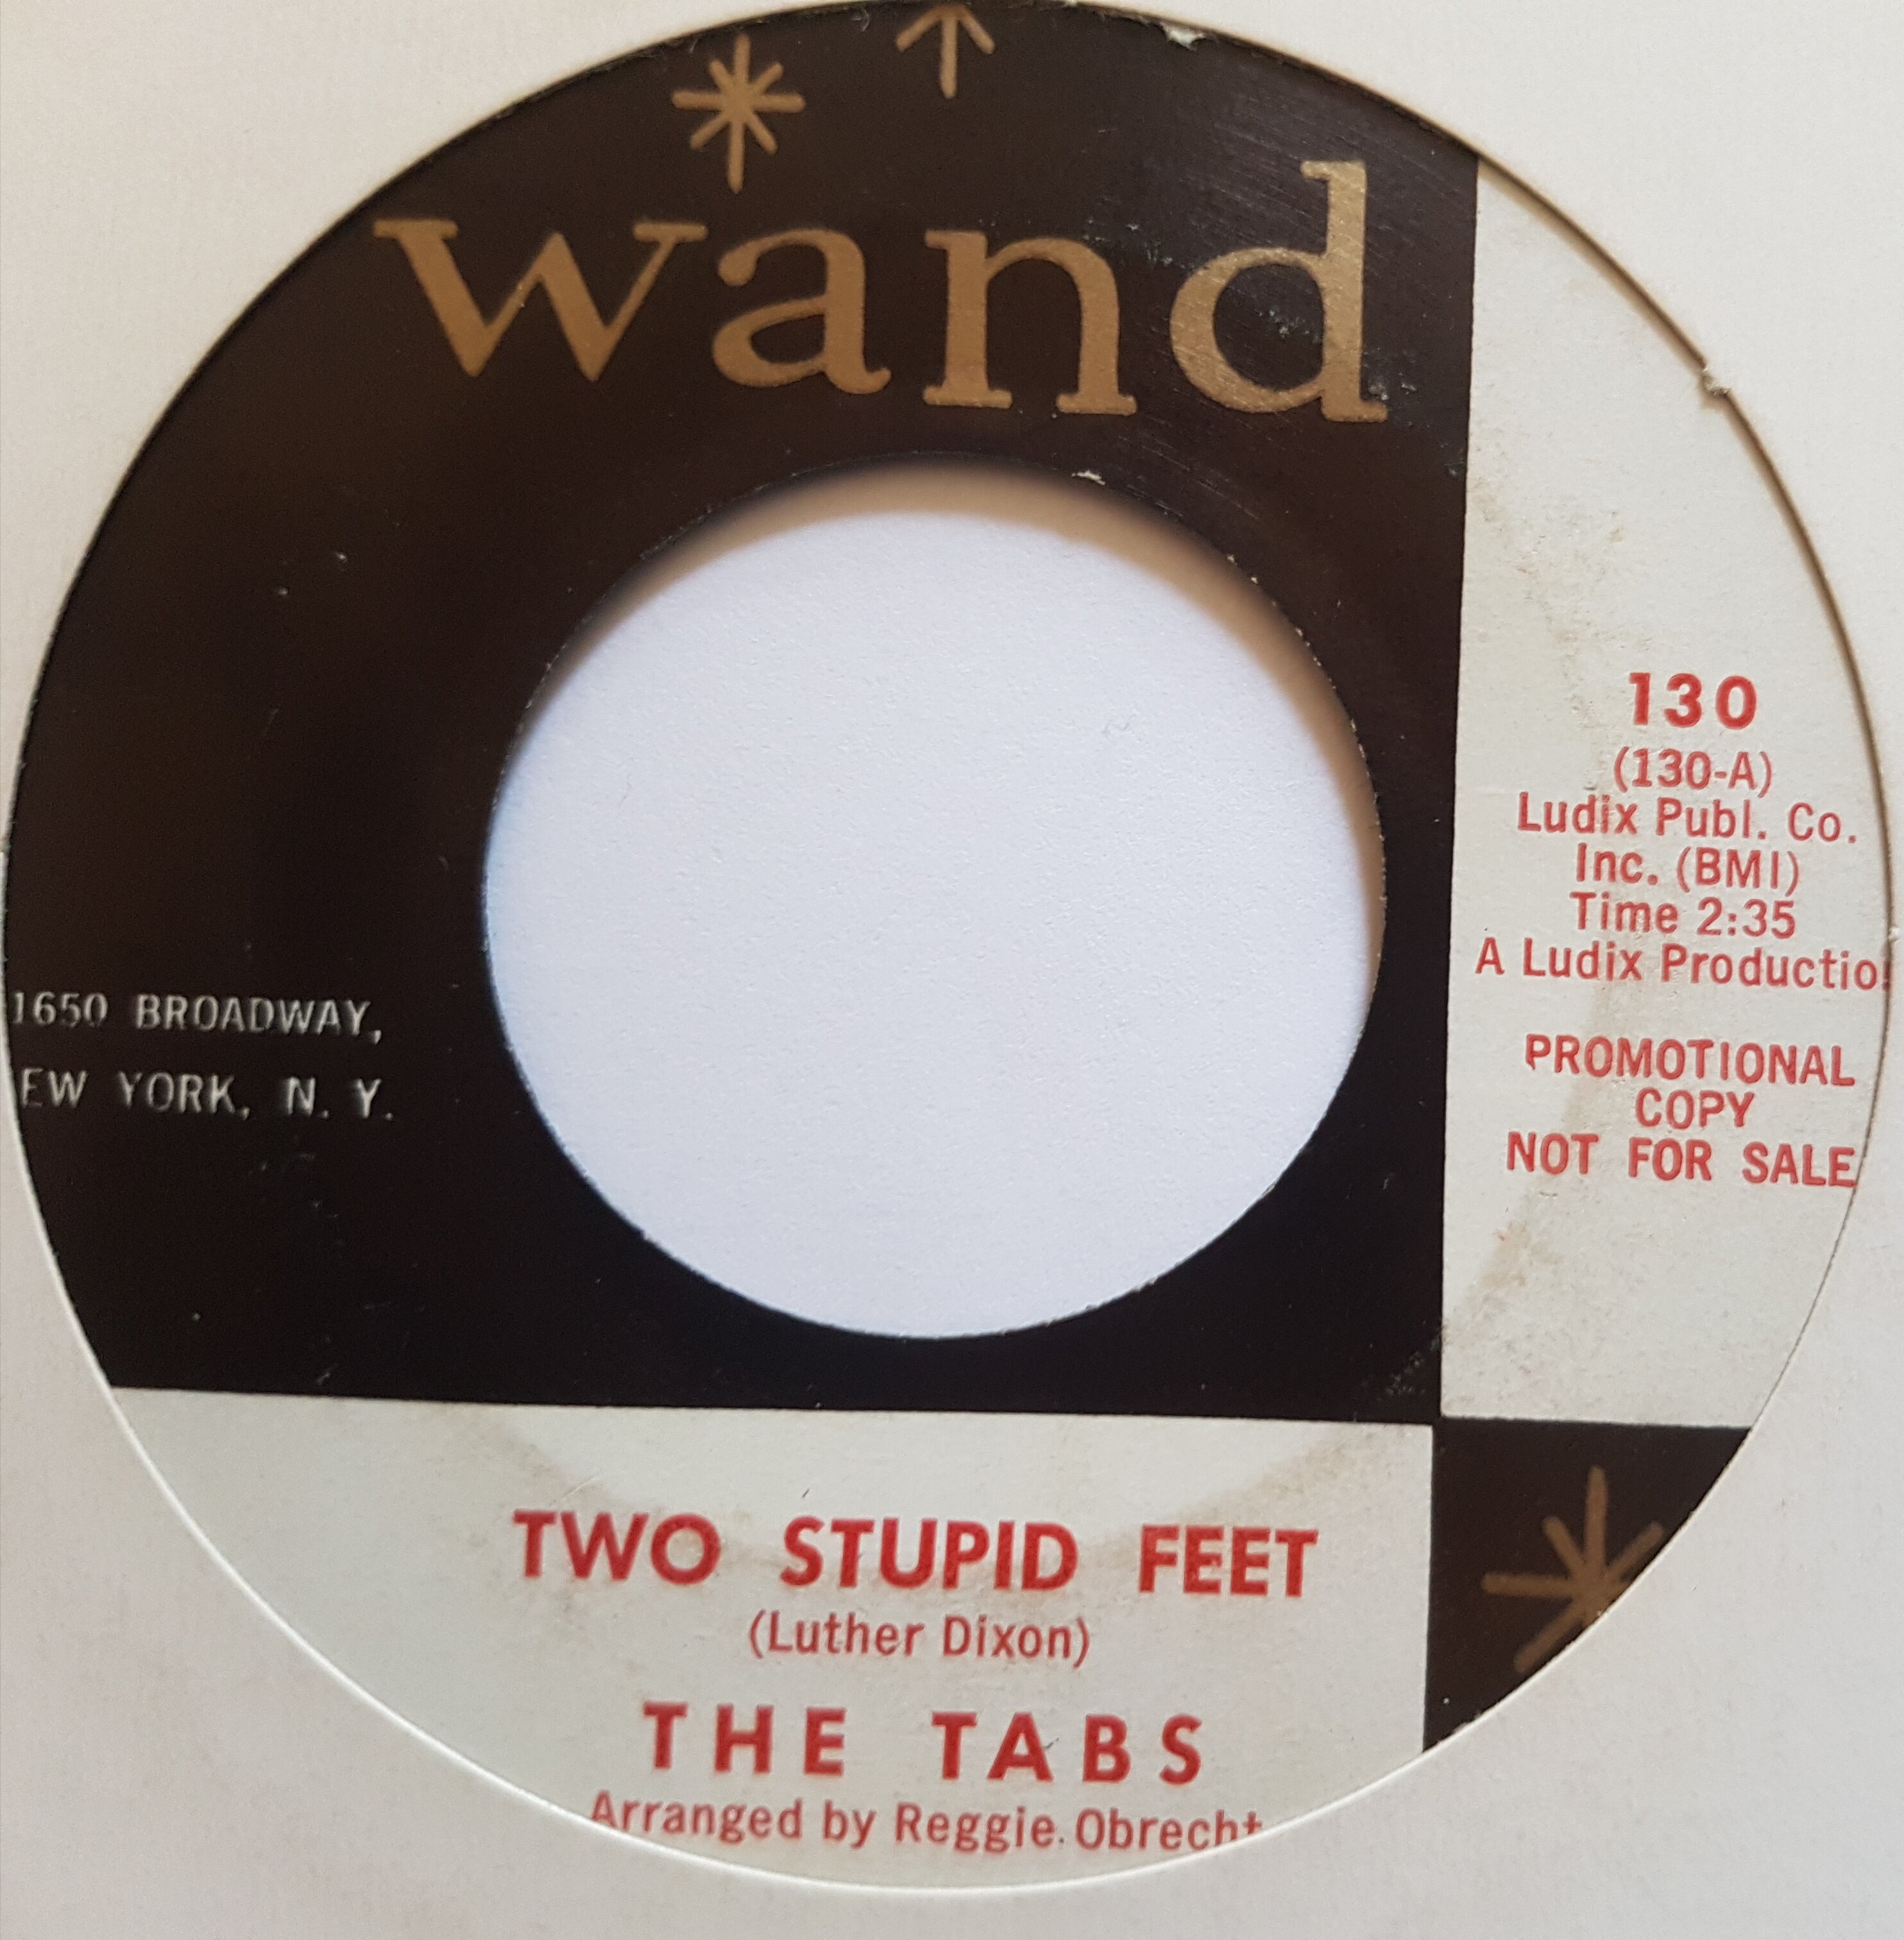 wand
130
(130-A)
Ludix Publ. Co.
Inc. (BMI)
Time 2:35
A Ludix Production
PROMOTIONAL
COPY
NOT FOR SALE
1650 BROADWAY,
EW YORK, N. Y.
TWO STUPID FEET
(Luther Dixon)
THE TABS
Arranged by Reggie Obrecht